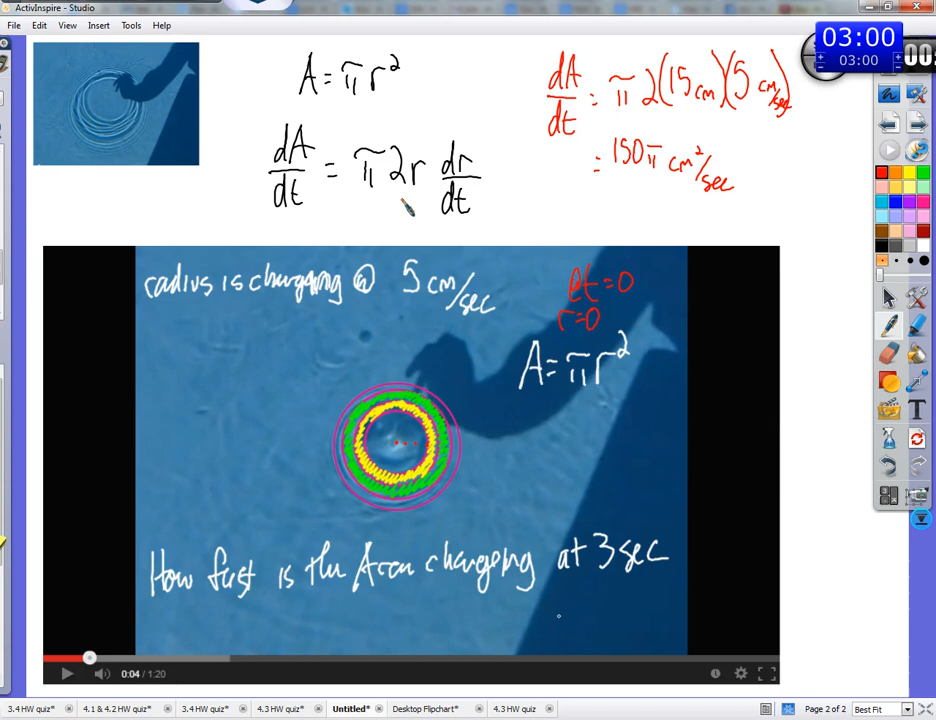 ActivInspire - Studio
File Edit View Insert Tools Help
03:00
03:00
00:
A = πr²
dA/dt = π2r dr/dt
dA/dt = π2(15cm)(5 cm/sec)
= 150π cm²/sec
radius is changeing @ 5 cm/sec
@t=0
r=0
A = πr²
How fast is the Area changeing at 3 sec
0:04 / 1:20
3.4 HW quiz* 4.1 & 4.2 HW quiz* 3.4 HW quiz* 4.3 HW quiz* Untitled* Desktop Flipchart* 4.3 HW quiz Page 2 of 2 Best Fit